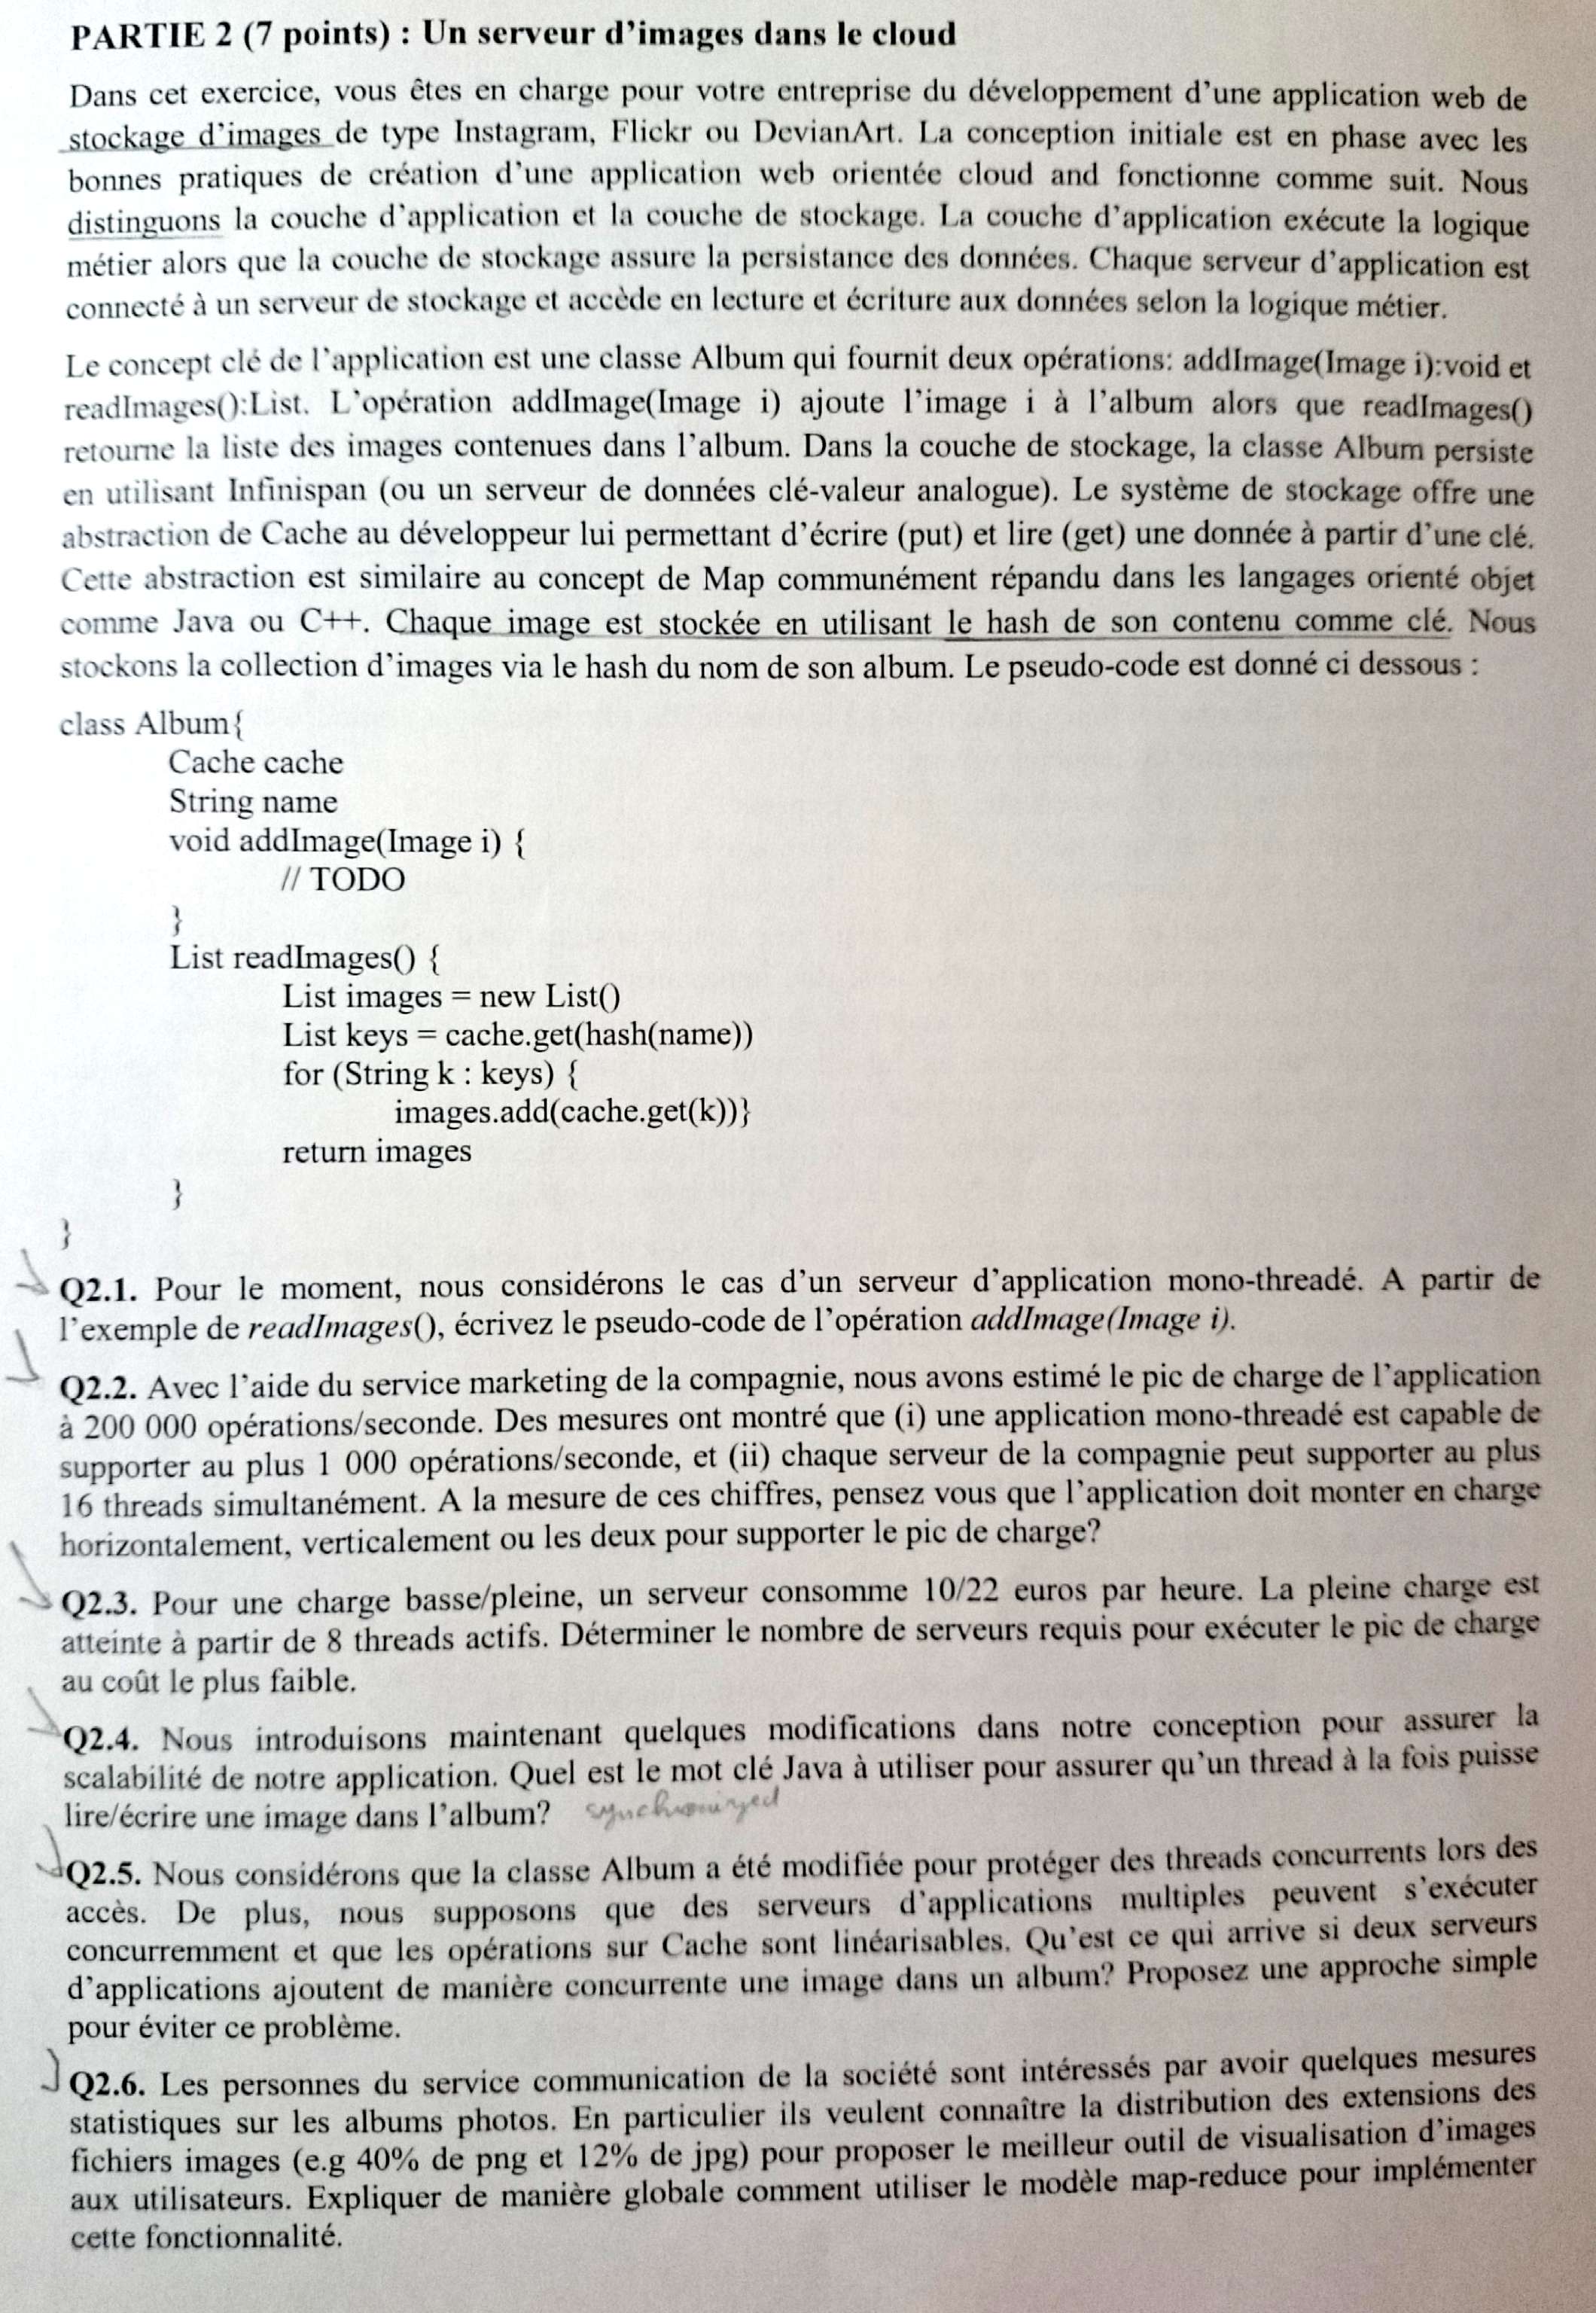 PARTIE 2 (7 points) : Un serveur d'images dans le cloud
Dans cet exercice, vous êtes en charge pour votre entreprise du développement d'une application web de
stockage d'images de type Instagram, Flickr ou DevianArt. La conception initiale est en phase avec les
bonnes pratiques de création d'une application web orientée cloud and fonctionne comme suit. Nous
distinguons la couche d'application et la couche de stockage. La couche d'application exécute la logique
métier alors que la couche de stockage assure la persistance des données. Chaque serveur d'application est
connecté à un serveur de stockage et accède en lecture et écriture aux données selon la logique métier.
Le concept clé de l'application est une classe Album qui fournit deux opérations: addImage(Image i):void et
readImages():List. L'opération addImage(Image i) ajoute l'image i à l'album alors que readImages()
retourne la liste des images contenues dans l'album. Dans la couche de stockage, la classe Album persiste
en utilisant Infinispan (ou un serveur de données clé-valeur analogue). Le système de stockage offre une
abstraction de Cache au développeur lui permettant d'écrire (put) et lire (get) une donnée à partir d'une clé.
Cette abstraction est similaire au concept de Map communément répandu dans les langages orienté objet
comme Java ou C++. Chaque image est stockée en utilisant le hash de son contenu comme clé. Nous
stockons la collection d'images via le hash du nom de son album. Le pseudo-code est donné ci dessous :
class Album{
Cache cache
String name
void addImage(Image i) {
// TODO
}
List readImages() {
List images = new List()
List keys = cache.get(hash(name))
for (String k : keys) {
images.add(cache.get(k))}
return images
}
}
Q2.1. Pour le moment, nous considérons le cas d'un serveur d'application mono-threadé. A partir de
l'exemple de readImages(), écrivez le pseudo-code de l'opération addImage(Image i).
Q2.2. Avec l'aide du service marketing de la compagnie, nous avons estimé le pic de charge de l'application
à 200 000 opérations/seconde. Des mesures ont montré que (i) une application mono-threadé est capable de
supporter au plus 1 000 opérations/seconde, et (ii) chaque serveur de la compagnie peut supporter au plus
16 threads simultanément. A la mesure de ces chiffres, pensez vous que l'application doit monter en charge
horizontalement, verticalement ou les deux pour supporter le pic de charge?
Q2.3. Pour une charge basse/pleine, un serveur consomme 10/22 euros par heure. La pleine charge est
atteinte à partir de 8 threads actifs. Déterminer le nombre de serveurs requis pour exécuter le pic de charge
au coût le plus faible.
Q2.4. Nous introduisons maintenant quelques modifications dans notre conception pour assurer la
scalabilité de notre application. Quel est le mot clé Java à utiliser pour assurer qu'un thread à la fois puisse
lire/écrire une image dans l'album? synchronized
Q2.5. Nous considérons que la classe Album a été modifiée pour protéger des threads concurrents lors des
accès. De plus, nous supposons que des serveurs d'applications multiples peuvent s'exécuter
concurremment et que les opérations sur Cache sont linéarisables. Qu'est ce qui arrive si deux serveurs
d'applications ajoutent de manière concurrente une image dans un album? Proposez une approche simple
pour éviter ce problème.
Q2.6. Les personnes du service communication de la société sont intéressés par avoir quelques mesures
statistiques sur les albums photos. En particulier ils veulent connaître la distribution des extensions des
fichiers images (e.g 40% de png et 12% de jpg) pour proposer le meilleur outil de visualisation d'images
aux utilisateurs. Expliquer de manière globale comment utiliser le modèle map-reduce pour implémenter
cette fonctionnalité.